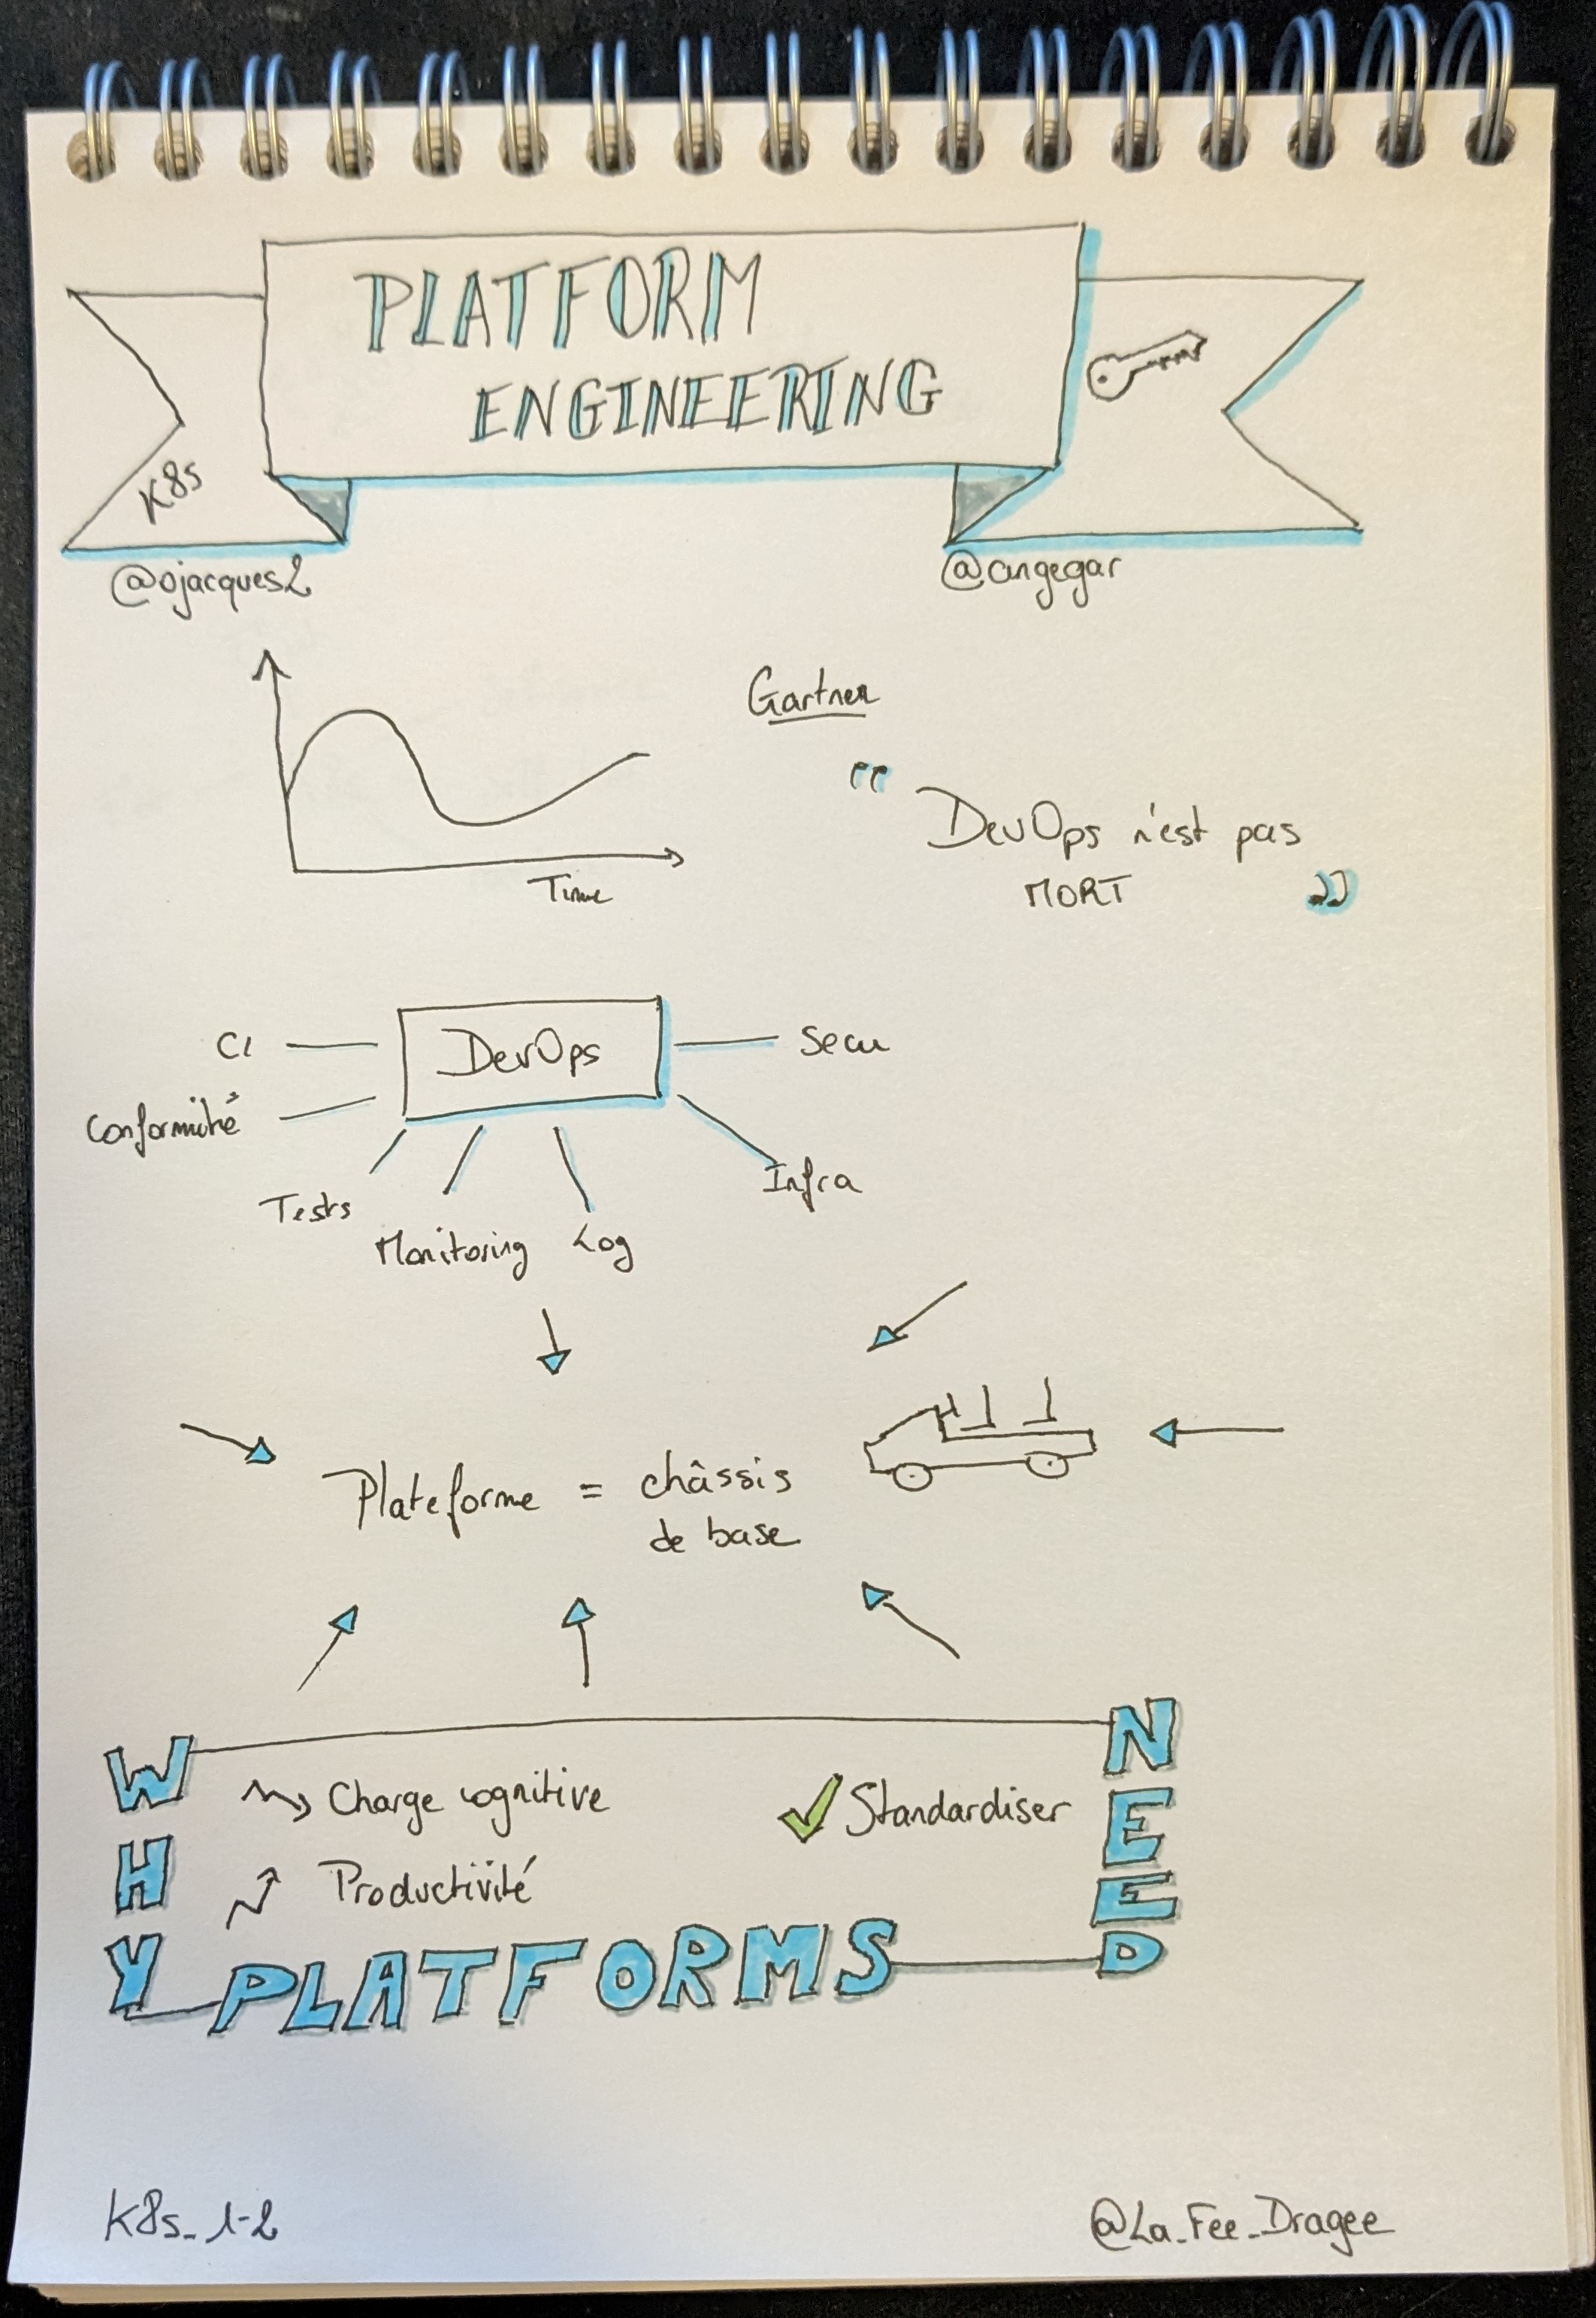 PLATFORM
ENGINEERING
K8s
@ojacques2
@angegar
Gartner
Time
“ DevOps n'est pas
MORT ”
DevOps
CI
Secu
Conformité
Tests
Monitoring
Log
Infra
Plateforme = châssis
de base
WHY
PLATFORMS
NEED
Charge cognitive
Standardiser
Productivité
K8s_1-2
@La_Fee_Dragee